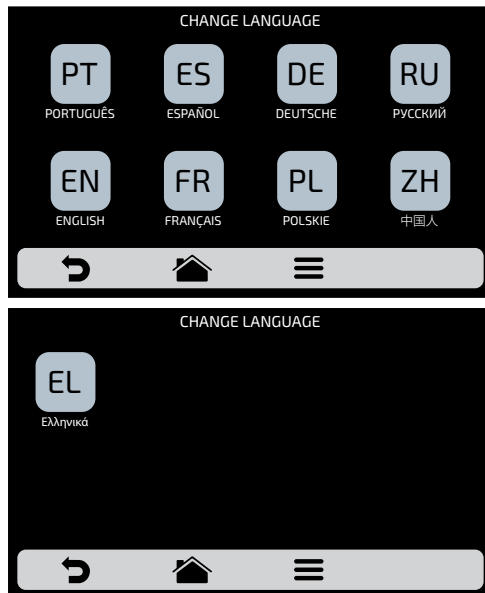 CHANGE LANGUAGE
PT ES DE RU
PORTUGUÊS ESPAÑOL DEUTSCHE РУССКИЙ
EN FR PL ZH
ENGLISH FRANÇAIS POLSKIE 中国人
CHANGE LANGUAGE
EL
Ελληνικά